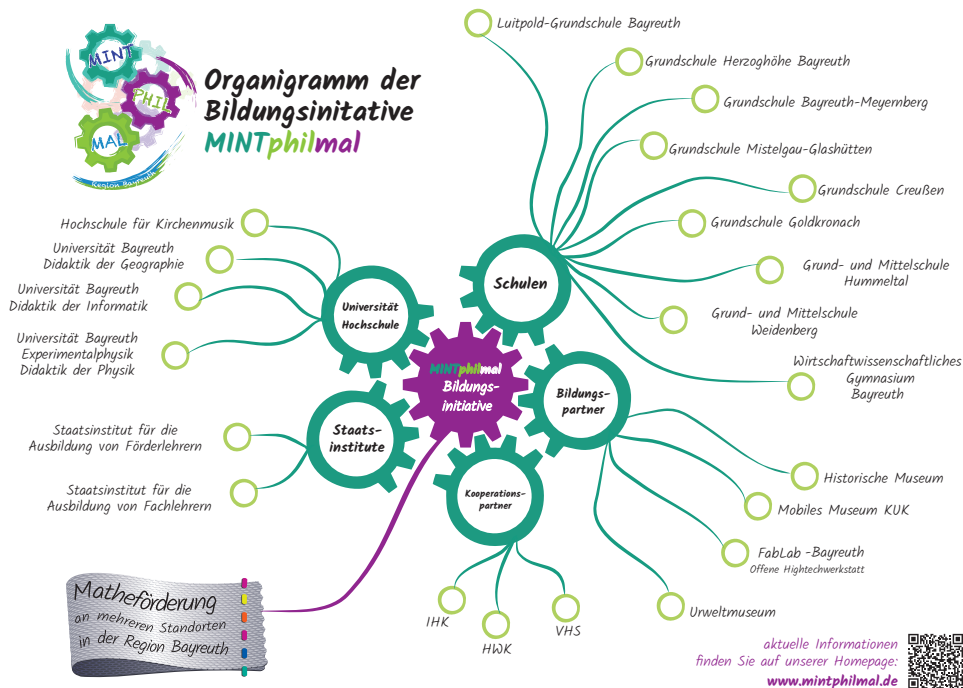 MINT
PHIL
MAL
Region Bayreuth
Organigramm der
Bildungsinitative
MINTphilmal
Luitpold-Grundschule Bayreuth
Grundschule Herzoghöhe Bayreuth
Grundschule Bayreuth-Meyernberg
Grundschule Mistelgau-Glashütten
Grundschule Creußen
Grundschule Goldkronach
Grund- und Mittelschule
Hummeltal
Grund- und Mittelschule
Weidenberg
Wirtschaftwissenschaftliches
Gymnasium
Bayreuth
Hochschule für Kirchenmusik
Universität Bayreuth
Didaktik der Geographie
Universität Bayreuth
Didaktik der Informatik
Universität Bayreuth
Experimentalphysik
Didaktik der Physik
Universität
Hochschule
Schulen
MINTphilmal
Bildungs-
initiative
Bildungs-
partner
Staats-
institute
Kooperations-
partner
Staatsinstitut für die
Ausbildung von Förderlehrern
Staatsinstitut für die
Ausbildung von Fachlehrern
Historische Museum
Mobiles Museum KUK
FabLab -Bayreuth
Offene Hightechwerkstatt
Urweltmuseum
IHK
HWK
VHS
Matheförderung
an mehreren Standorten
in der Region Bayreuth
aktuelle Informationen
finden Sie auf unserer Homepage:
www.mintphilmal.de